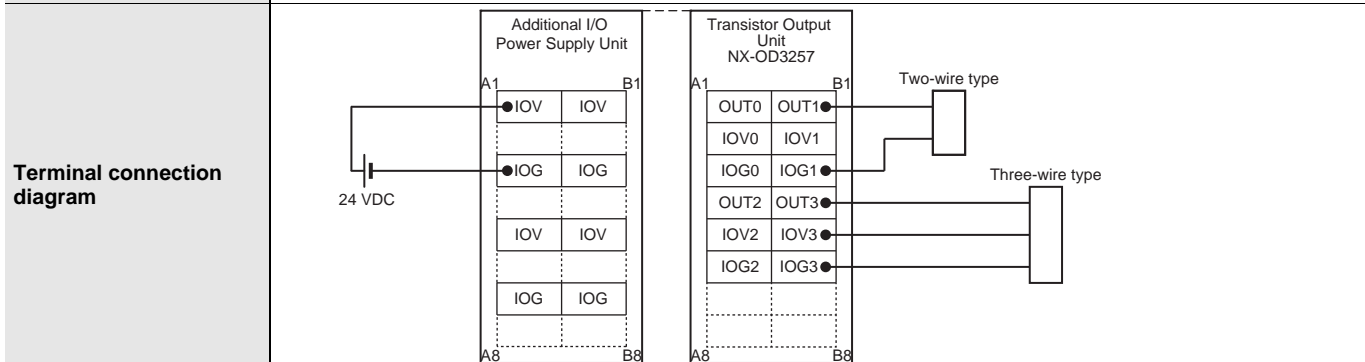 Terminal connection
diagram
24 VDC
Additional I/O
Power Supply Unit
A1 B1
IOV IOV
IOG IOG
IOV IOV
IOG IOG
A8 B8
Transistor Output
Unit
NX-OD3257
A1 B1
OUT0 OUT1
IOV0 IOV1
IOG0 IOG1
OUT2 OUT3
IOV2 IOV3
IOG2 IOG3
A8 B8
Two-wire type
Three-wire type